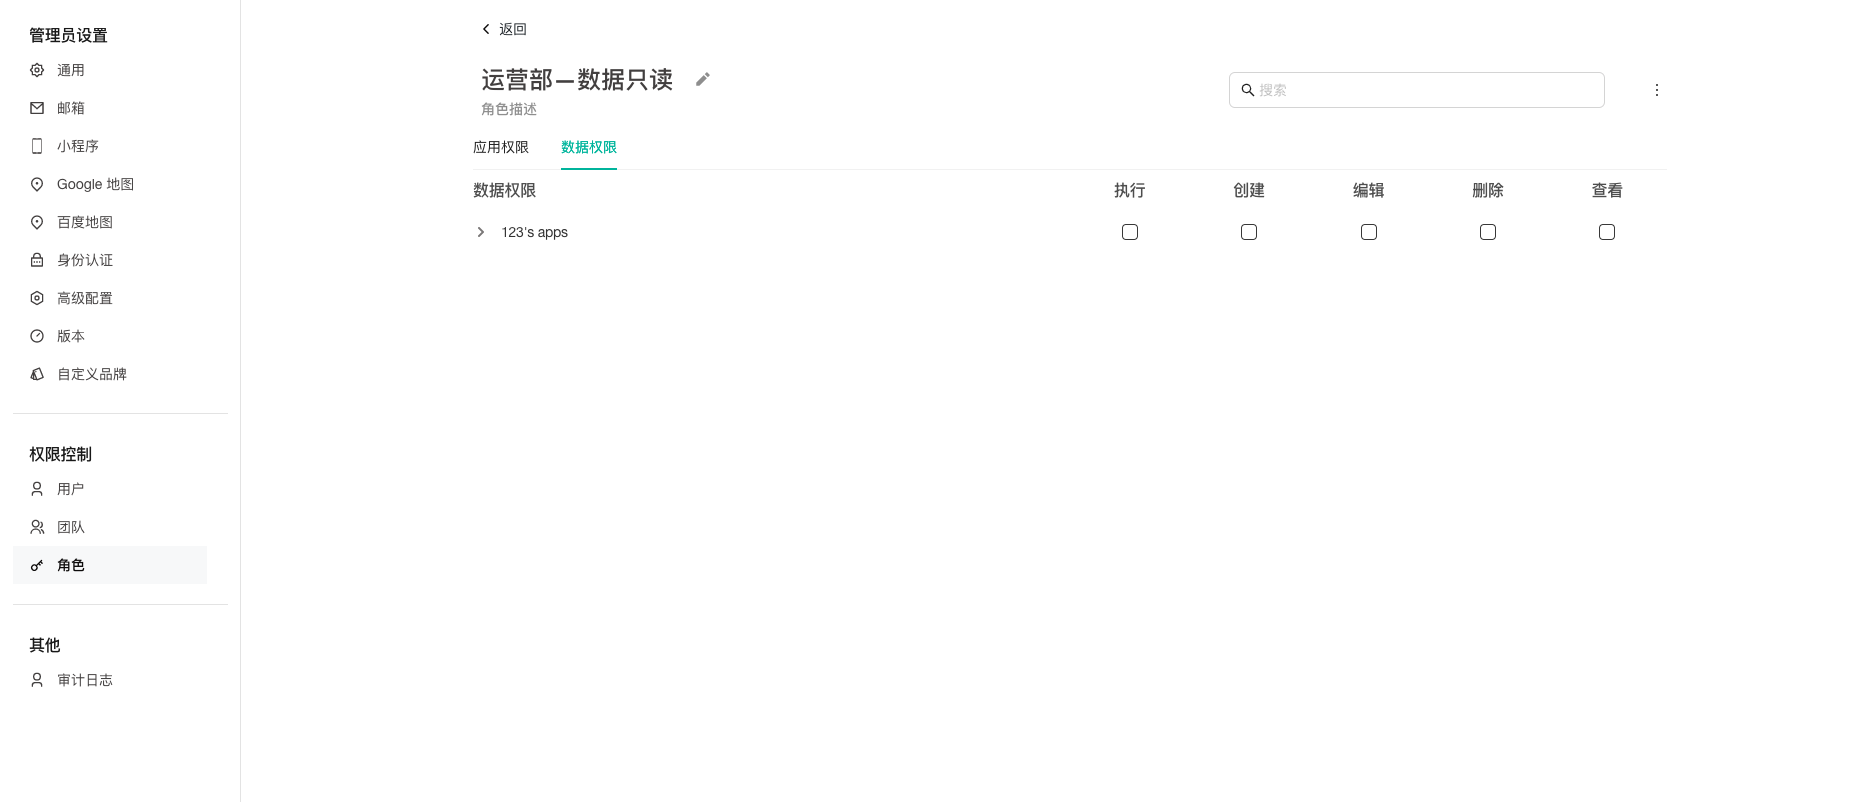 管理员设置
通用
邮箱
小程序
Google 地图
百度地图
身份认证
高级配置
版本
自定义品牌
权限控制
用户
团队
角色
其他
审计日志
返回
运营部—数据只读
角色描述
搜索
应用权限 数据权限
数据权限 执行 创建 编辑 删除 查看
123's apps